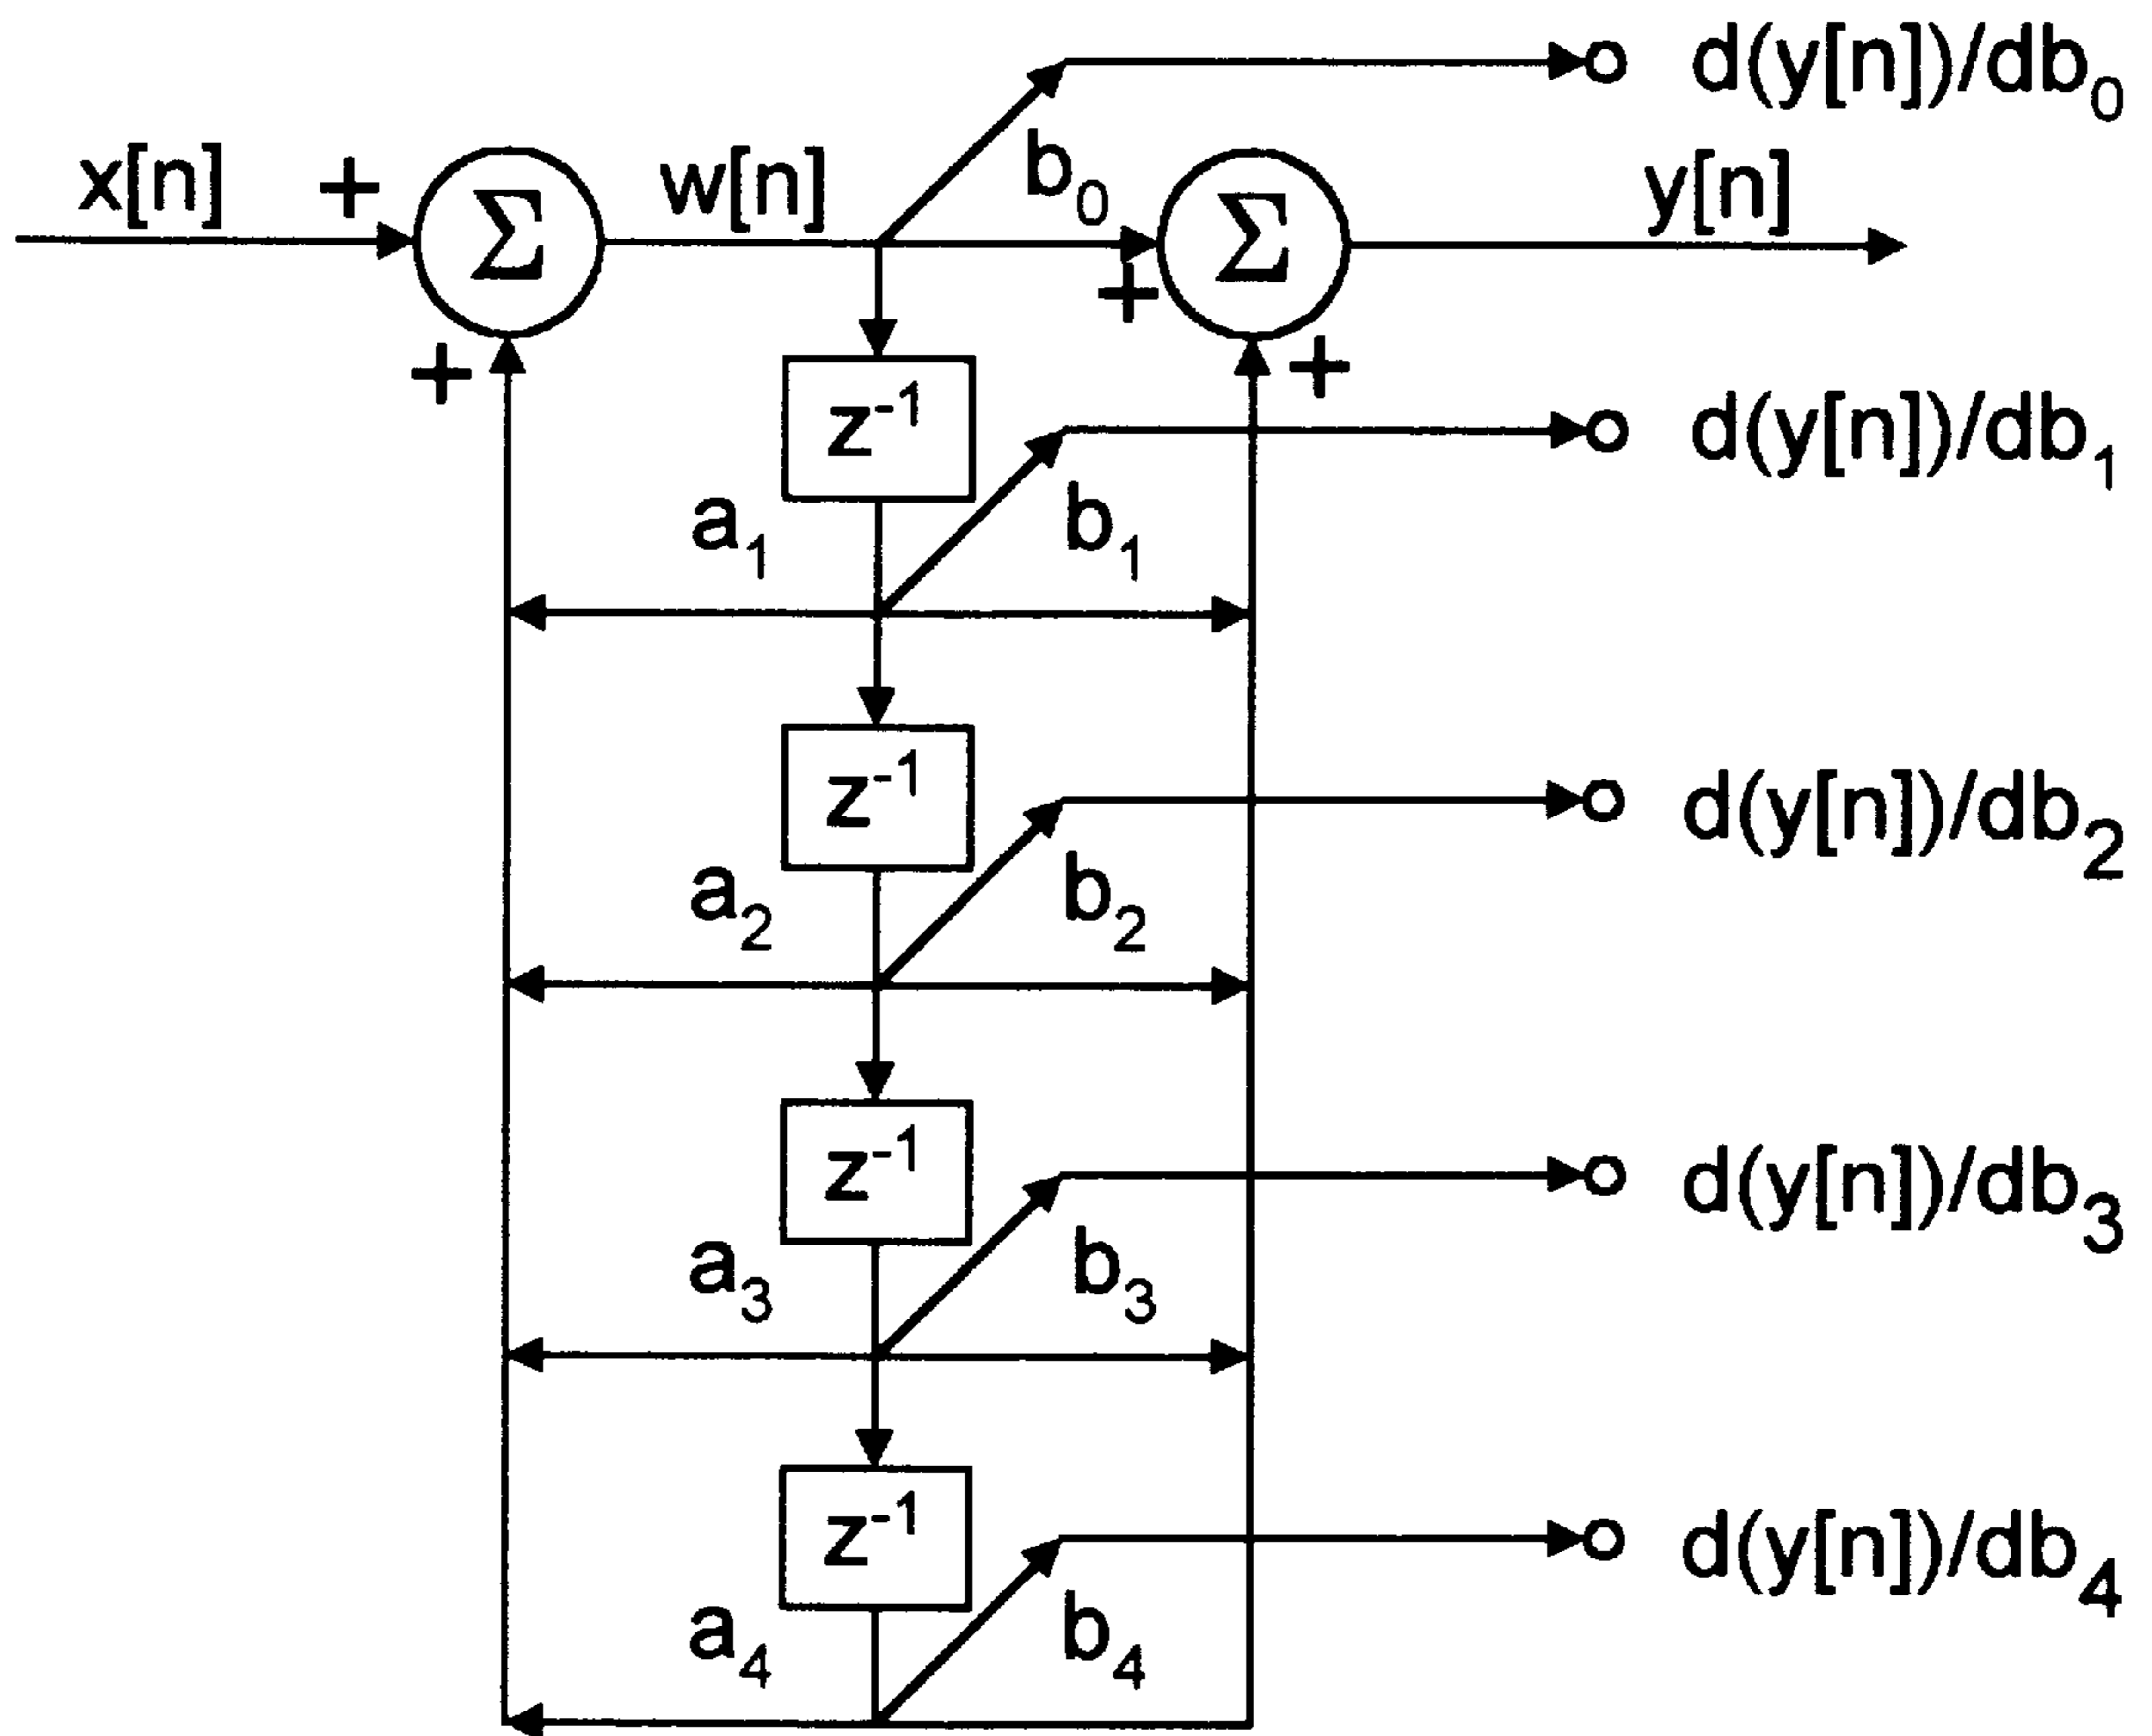 d(y[n])/db₀
x[n] + Σ w[n] b₀ Σ y[n]
+
+ +
z⁻¹ d(y[n])/db₁
a₁ b₁
z⁻¹ d(y[n])/db₂
a₂ b₂
z⁻¹ d(y[n])/db₃
a₃ b₃
z⁻¹ d(y[n])/db₄
a₄ b₄